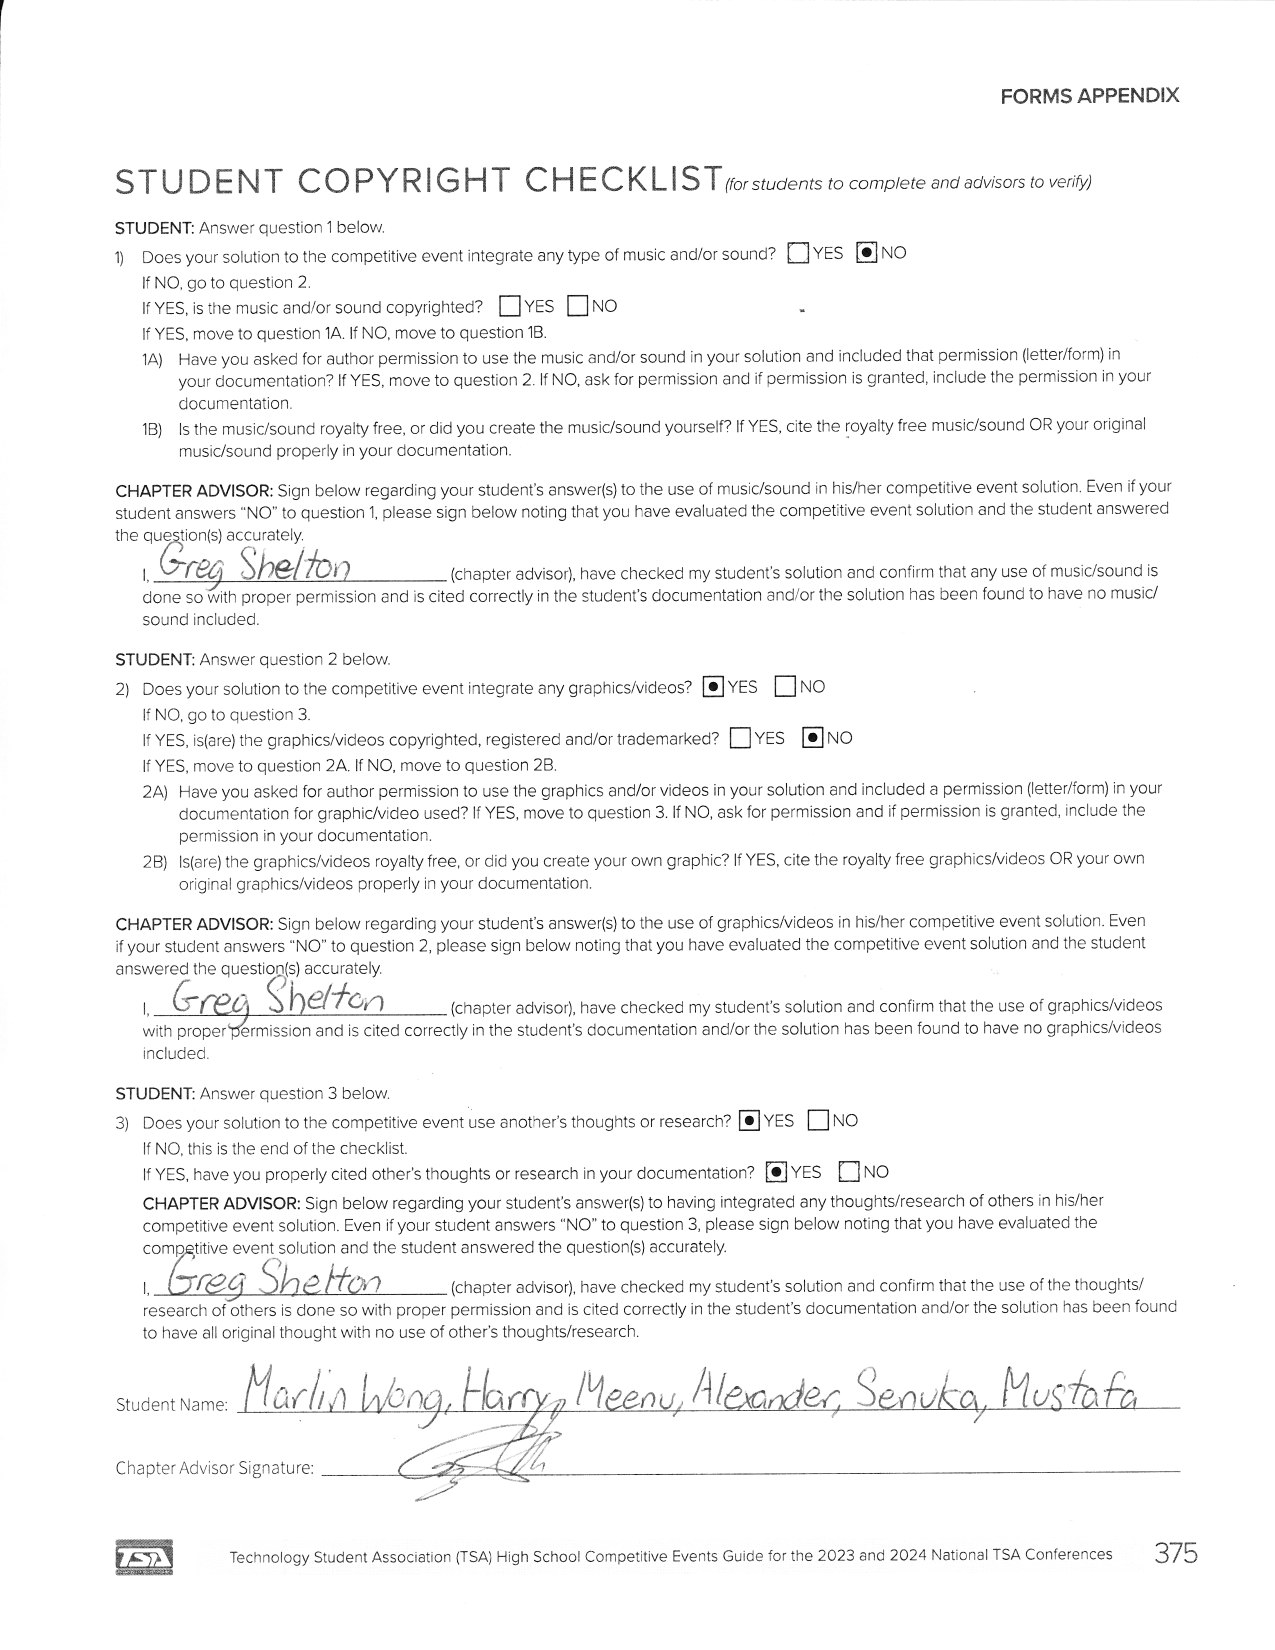 FORMS APPENDIX
STUDENT COPYRIGHT CHECKLIST (for students to complete and advisors to verify)
STUDENT: Answer question 1 below.
1) Does your solution to the competitive event integrate any type of music and/or sound? YES NO
If NO, go to question 2.
If YES, is the music and/or sound copyrighted? YES NO
If YES, move to question 1A. If NO, move to question 1B.
1A) Have you asked for author permission to use the music and/or sound in your solution and included that permission (letter/form) in
your documentation? If YES, move to question 2. If NO, ask for permission and if permission is granted, include the permission in your
documentation.
1B) Is the music/sound royalty free, or did you create the music/sound yourself? If YES, cite the royalty free music/sound OR your original
music/sound properly in your documentation.
CHAPTER ADVISOR: Sign below regarding your student's answer(s) to the use of music/sound in his/her competitive event solution. Even if your
student answers "NO" to question 1, please sign below noting that you have evaluated the competitive event solution and the student answered
the question(s) accurately.
I, Greg Shelton (chapter advisor), have checked my student's solution and confirm that any use of music/sound is
done so with proper permission and is cited correctly in the student's documentation and/or the solution has been found to have no music/
sound included.
STUDENT: Answer question 2 below.
2) Does your solution to the competitive event integrate any graphics/videos? YES NO
If NO, go to question 3.
If YES, is(are) the graphics/videos copyrighted, registered and/or trademarked? YES NO
If YES, move to question 2A. If NO, move to question 2B.
2A) Have you asked for author permission to use the graphics and/or videos in your solution and included a permission (letter/form) in your
documentation for graphic/video used? If YES, move to question 3. If NO, ask for permission and if permission is granted, include the
permission in your documentation.
2B) Is(are) the graphics/videos royalty free, or did you create your own graphic? If YES, cite the royalty free graphics/videos OR your own
original graphics/videos properly in your documentation.
CHAPTER ADVISOR: Sign below regarding your student's answer(s) to the use of graphics/videos in his/her competitive event solution. Even
if your student answers "NO" to question 2, please sign below noting that you have evaluated the competitive event solution and the student
answered the question(s) accurately.
I, Greg Shelton (chapter advisor), have checked my student's solution and confirm that the use of graphics/videos
with proper permission and is cited correctly in the student's documentation and/or the solution has been found to have no graphics/videos
included.
STUDENT: Answer question 3 below.
3) Does your solution to the competitive event use another's thoughts or research? YES NO
If NO, this is the end of the checklist.
If YES, have you properly cited other's thoughts or research in your documentation? YES NO
CHAPTER ADVISOR: Sign below regarding your student's answer(s) to having integrated any thoughts/research of others in his/her
competitive event solution. Even if your student answers "NO" to question 3, please sign below noting that you have evaluated the
competitive event solution and the student answered the question(s) accurately.
I, Greg Shelton (chapter advisor), have checked my student's solution and confirm that the use of the thoughts/
research of others is done so with proper permission and is cited correctly in the student's documentation and/or the solution has been found
to have all original thought with no use of other's thoughts/research.
Student Name: Marlin Wong, Harry, Meenu, Alexander, Senuka, Mustafa
Chapter Advisor Signature:
TSA Technology Student Association (TSA) High School Competitive Events Guide for the 2023 and 2024 National TSA Conferences 375